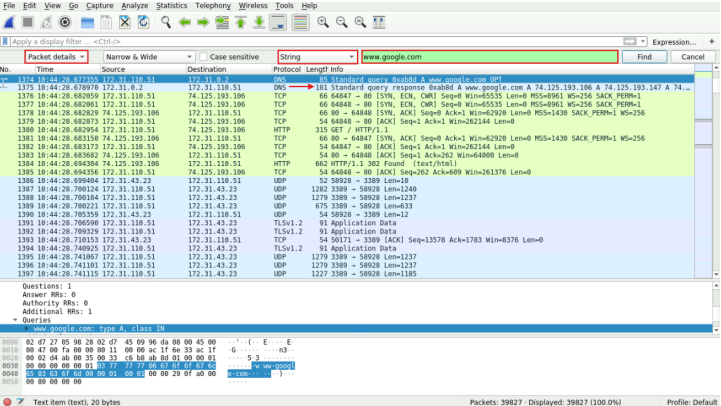 File Edit View Go Capture Analyze Statistics Telephony Wireless Tools Help
Apply a display filter ... <Ctrl-/> Expression... +
Packet details Narrow & Wide Case sensitive String www.google.com Find Cancel
No. Time Source Destination Protocol Length Info
1374 10:44:28.677355 172.31.110.51 172.31.0.2 DNS 85 Standard query 0xab8d A www.google.com OPT
1375 10:44:28.678970 172.31.0.2 172.31.110.51 DNS 181 Standard query response 0xab8d A www.google.com A 74.125.193.106 A 74.125.193.147 A 74....
1376 10:44:28.682059 172.31.110.51 74.125.193.106 TCP 66 64847 → 80 [SYN, ECN, CWR] Seq=0 Win=65535 Len=0 MSS=8961 WS=256 SACK_PERM=1
1377 10:44:28.682061 172.31.110.51 74.125.193.106 TCP 66 64848 → 80 [SYN, ECN, CWR] Seq=0 Win=65535 Len=0 MSS=8961 WS=256 SACK_PERM=1
1378 10:44:28.682829 74.125.193.106 172.31.110.51 TCP 66 80 → 64848 [SYN, ACK] Seq=0 Ack=1 Win=62920 Len=0 MSS=1430 SACK_PERM=1 WS=256
1379 10:44:28.682873 172.31.110.51 74.125.193.106 TCP 54 64848 → 80 [ACK] Seq=1 Ack=1 Win=262144 Len=0
1380 10:44:28.682954 172.31.110.51 74.125.193.106 HTTP 315 GET / HTTP/1.1
1381 10:44:28.683150 74.125.193.106 172.31.110.51 TCP 66 80 → 64847 [SYN, ACK] Seq=0 Ack=1 Win=62920 Len=0 MSS=1430 SACK_PERM=1 WS=256
1382 10:44:28.683173 172.31.110.51 74.125.193.106 TCP 54 64847 → 80 [ACK] Seq=1 Ack=1 Win=262144 Len=0
1383 10:44:28.683682 74.125.193.106 172.31.110.51 TCP 54 80 → 64848 [ACK] Seq=1 Ack=262 Win=64000 Len=0
1384 10:44:28.694304 74.125.193.106 172.31.110.51 HTTP 662 HTTP/1.1 302 Found (text/html)
1385 10:44:28.694356 172.31.110.51 74.125.193.106 TCP 54 64848 → 80 [ACK] Seq=262 Ack=609 Win=261376 Len=0
1386 10:44:28.699404 172.31.43.23 172.31.110.51 UDP 52 58928 → 3389 Len=10
1387 10:44:28.700124 172.31.110.51 172.31.43.23 UDP 1282 3389 → 58928 Len=1240
1388 10:44:28.700184 172.31.110.51 172.31.43.23 UDP 1279 3389 → 58928 Len=1237
1389 10:44:28.700221 172.31.110.51 172.31.43.23 UDP 675 3389 → 58928 Len=633
1390 10:44:28.705359 172.31.43.23 172.31.110.51 UDP 54 58928 → 3389 Len=12
1391 10:44:28.706590 172.31.110.51 172.31.43.23 TLSv1.2 91 Application Data
1392 10:44:28.709329 172.31.110.51 172.31.43.23 TLSv1.2 91 Application Data
1393 10:44:28.710153 172.31.43.23 172.31.110.51 TCP 54 50171 → 3389 [ACK] Seq=13578 Ack=1783 Win=8376 Len=0
1394 10:44:28.740925 172.31.110.51 172.31.43.23 TLSv1.2 91 Application Data
1395 10:44:28.741067 172.31.110.51 172.31.43.23 UDP 1279 3389 → 58928 Len=1237
1396 10:44:28.741101 172.31.110.51 172.31.43.23 UDP 1279 3389 → 58928 Len=1237
1397 10:44:28.741115 172.31.110.51 172.31.43.23 UDP 1227 3389 → 58928 Len=1185
Questions: 1
Answer RRs: 0
Authority RRs: 0
Additional RRs: 1
Queries
www.google.com: type A, class IN
0000 02 d7 27 05 98 28 02 d7 45 09 96 da 08 00 45 00 ··'··(·· E·····E·
0010 00 47 00 fa 00 00 80 11 00 00 ac 1f 6e 33 ac 1f ·G······ ····n3··
0020 00 02 d4 ab 00 35 00 33 c6 b8 ab 8d 01 00 00 01 ·····5·3 ········
0030 00 00 00 00 00 01 03 77 77 77 06 67 6f 6f 67 6c ·······w ww·googl
0040 65 03 63 6f 6d 00 00 01 00 01 00 00 29 0f a0 00 e·com··· ····)···
00 80 00 00 00 ·····
Text item (text), 20 bytes Packets: 39827 · Displayed: 39827 (100.0%) Profile: Default